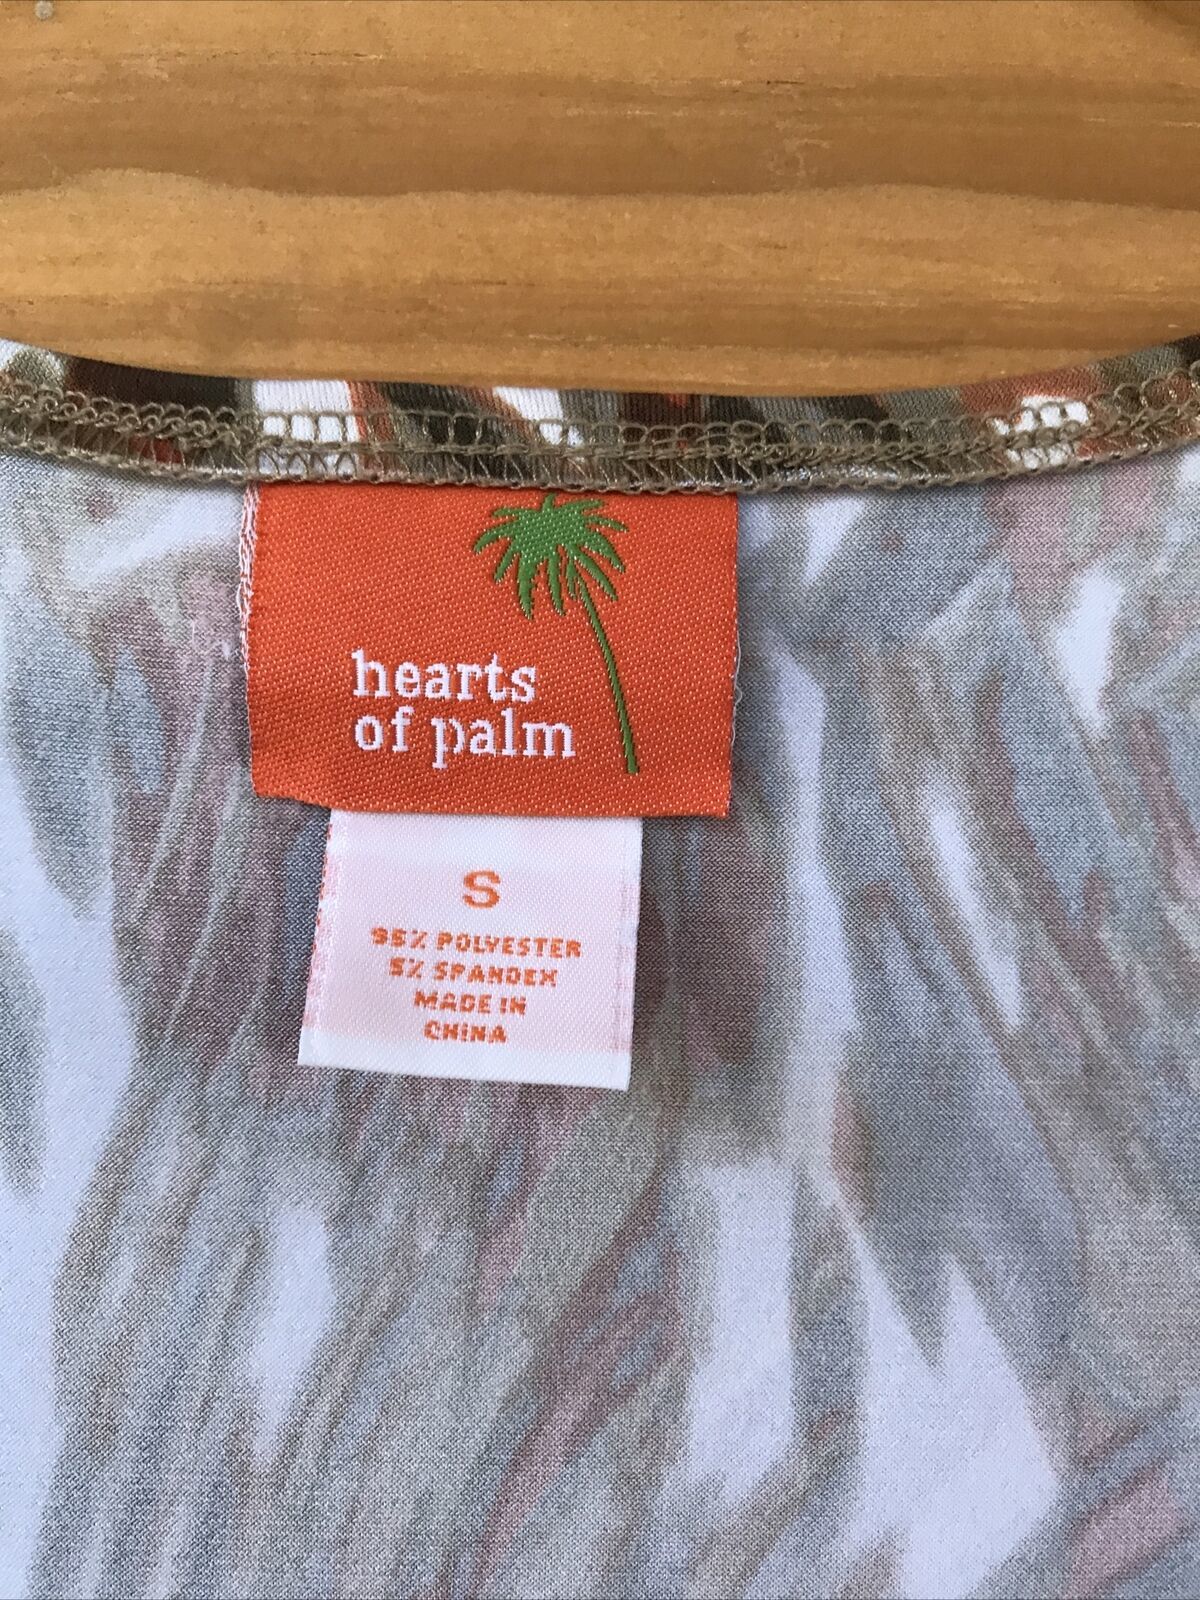 hearts
of palm
S
95% POLYESTER
5% SPANDEX
MADE IN
CHINA